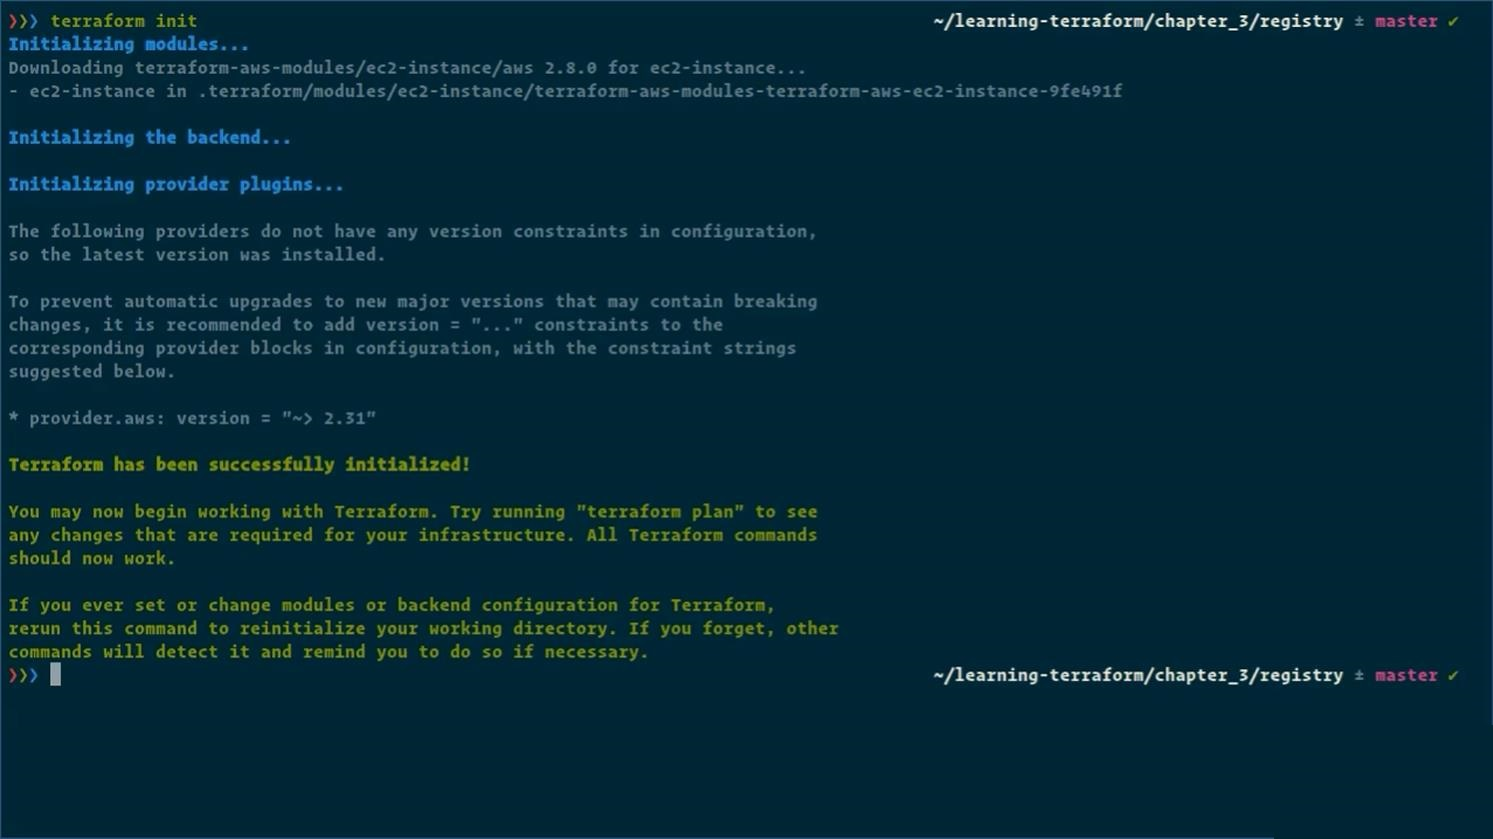 ❯❯❯ terraform init ~/learning-terraform/chapter_3/registry ± master ✔
Initializing modules...
Downloading terraform-aws-modules/ec2-instance/aws 2.8.0 for ec2-instance...
- ec2-instance in .terraform/modules/ec2-instance/terraform-aws-modules-terraform-aws-ec2-instance-9fe491f
Initializing the backend...
Initializing provider plugins...
The following providers do not have any version constraints in configuration,
so the latest version was installed.
To prevent automatic upgrades to new major versions that may contain breaking
changes, it is recommended to add version = "..." constraints to the
corresponding provider blocks in configuration, with the constraint strings
suggested below.
* provider.aws: version = "~> 2.31"
Terraform has been successfully initialized!
You may now begin working with Terraform. Try running "terraform plan" to see
any changes that are required for your infrastructure. All Terraform commands
should now work.
If you ever set or change modules or backend configuration for Terraform,
rerun this command to reinitialize your working directory. If you forget, other
commands will detect it and remind you to do so if necessary.
❯❯❯ ~/learning-terraform/chapter_3/registry ± master ✔